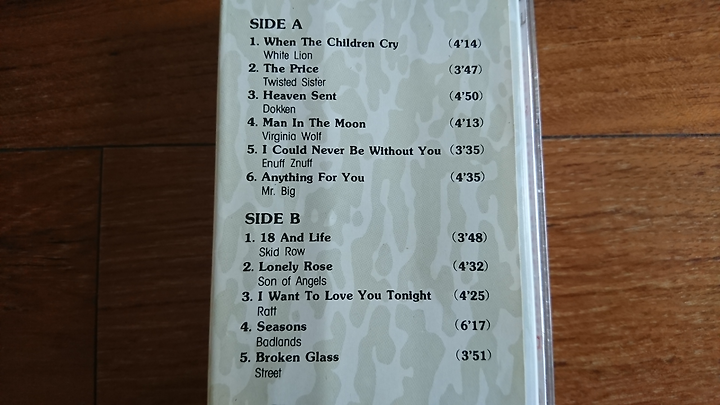 SIDE A
1. When The Children Cry (4'14)
White Lion
2. The Price (3'47)
Twisted Sister
3. Heaven Sent (4'50)
Dokken
4. Man In The Moon (4'13)
Virginia Wolf
5. I Could Never Be Without You (3'35)
Enuff Znuff
6. Anything For You (4'35)
Mr. Big
SIDE B
1. 18 And Life (3'48)
Skid Row
2. Lonely Rose (4'32)
Son of Angels
3. I Want To Love You Tonight (4'25)
Ratt
4. Seasons (6'17)
Badlands
5. Broken Glass (3'51)
Street